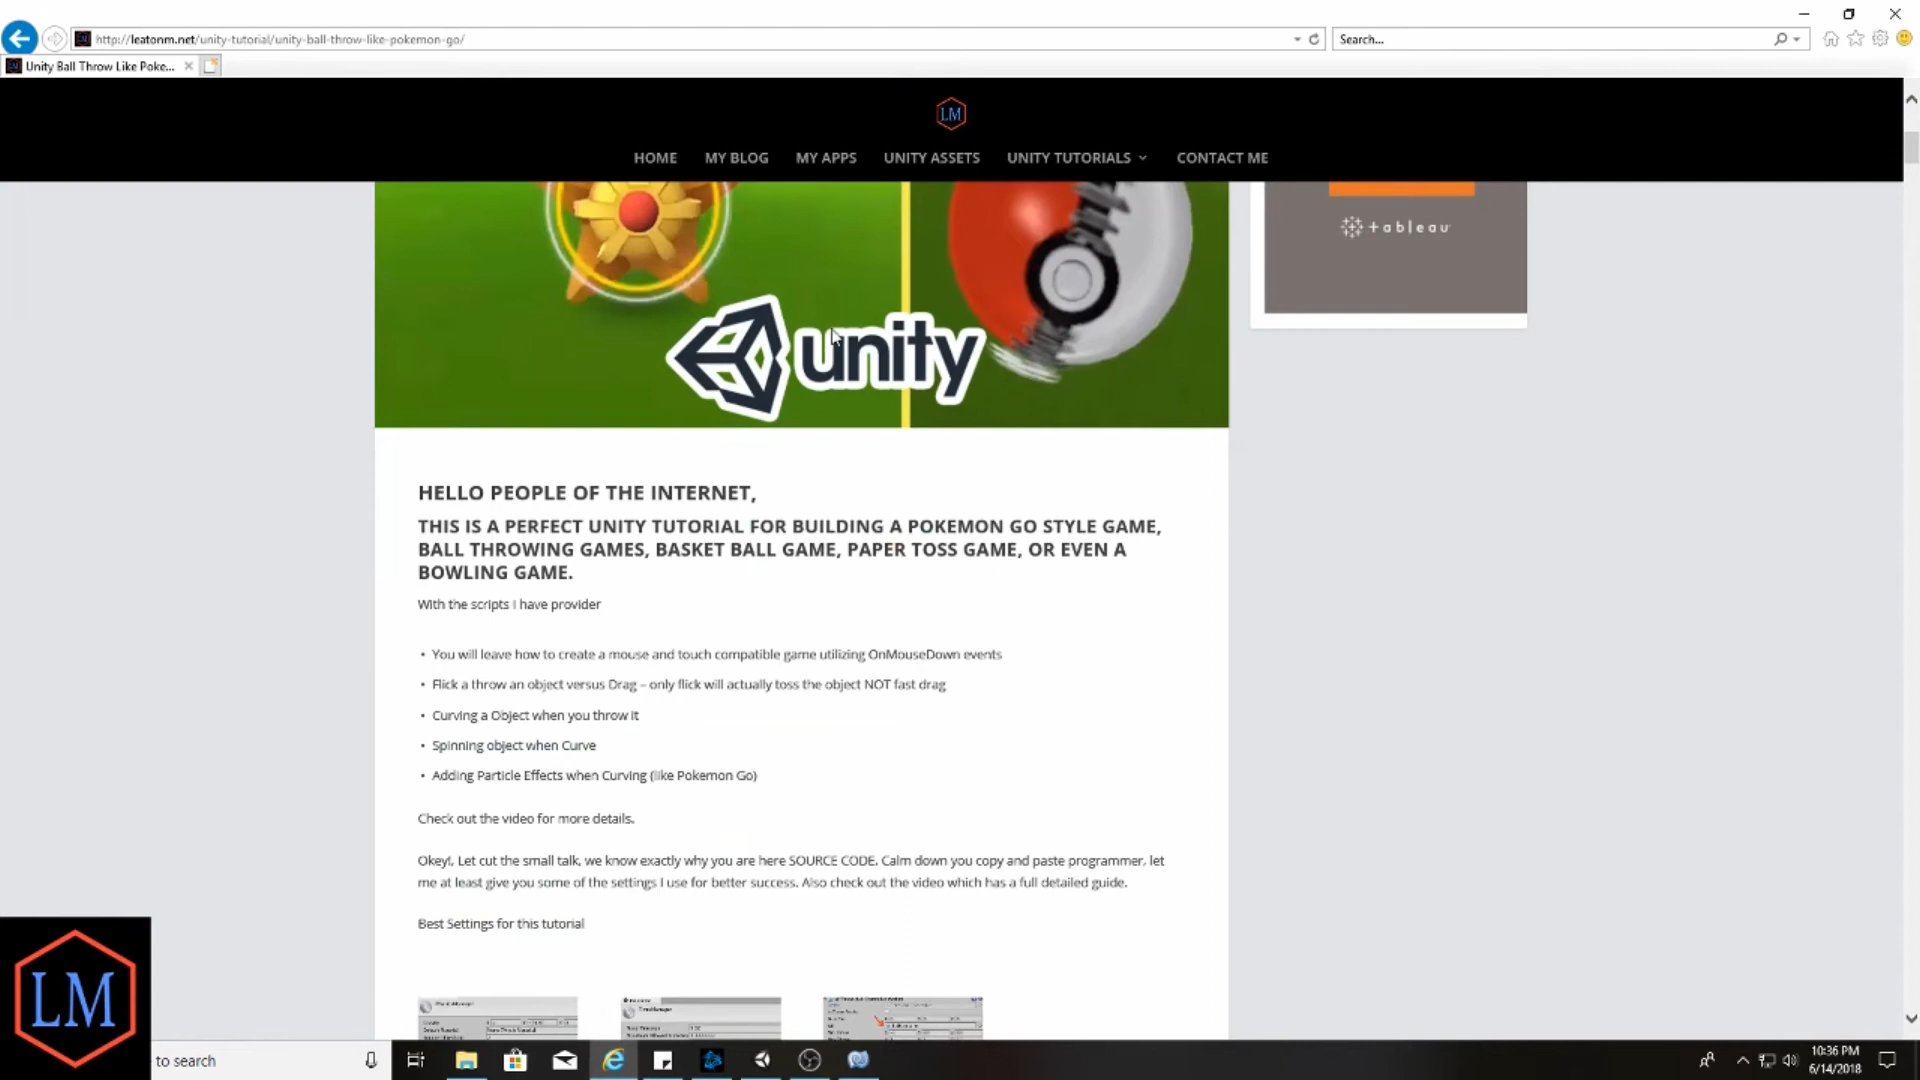 http://leatonm.net/unity-tutorial/unity-ball-throw-like-pokemon-go/
Search...
Unity Ball Throw Like Poke...
LM
HOME MY BLOG MY APPS UNITY ASSETS UNITY TUTORIALS CONTACT ME
+ableau
unity
HELLO PEOPLE OF THE INTERNET,
THIS IS A PERFECT UNITY TUTORIAL FOR BUILDING A POKEMON GO STYLE GAME,
BALL THROWING GAMES, BASKET BALL GAME, PAPER TOSS GAME, OR EVEN A
BOWLING GAME.
With the scripts I have provider
• You will leave how to create a mouse and touch compatible game utilizing OnMouseDown events
• Flick a throw an object versus Drag – only flick will actually toss the object NOT fast drag
• Curving a Object when you throw it
• Spinning object when Curve
• Adding Particle Effects when Curving (like Pokemon Go)
Check out the video for more details.
Okey!, Let cut the small talk, we know exactly why you are here SOURCE CODE. Calm down you copy and paste programmer, let
me at least give you some of the settings I use for better success. Also check out the video which has a full detailed guide.
Best Settings for this tutorial
LM
to search
10:36 PM
6/14/2018